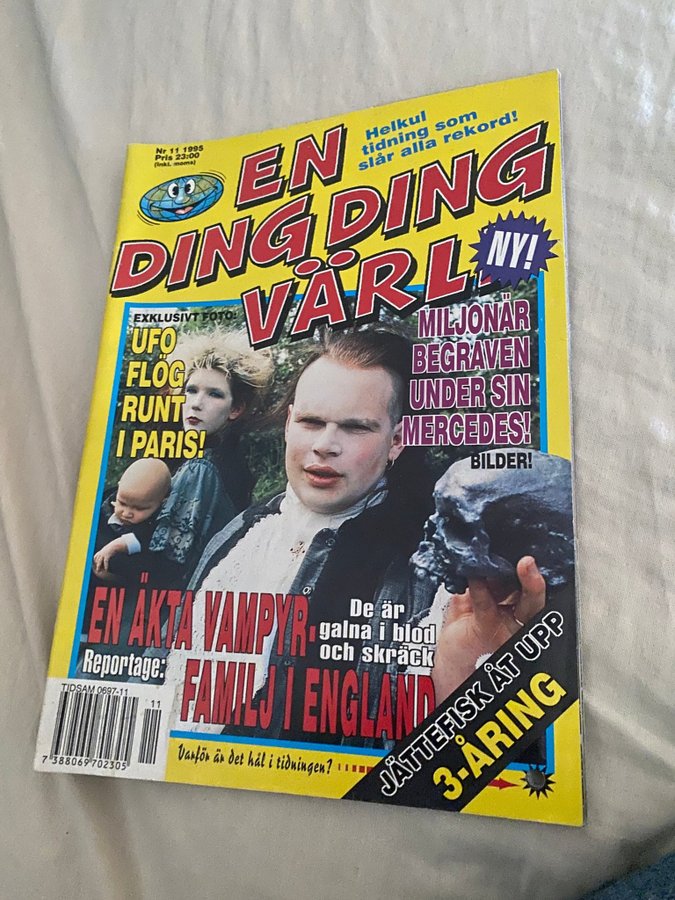 Nr 11 1995
Pris 23:00
(inkl. moms)
Helkul
tidning som
slår alla rekord!
EN
DING DING
VÄRL
NY!
EXKLUSIVT FOTO:
UFO
FLÖG
RUNT
I PARIS!
MILJONÄR
BEGRAVEN
UNDER SIN
MERCEDES!
BILDER!
EN ÄKTA VAMPYR-
FAMILJ I ENGLAND
De är
galna i blod
och skräck
Reportage:
JÄTTEFISK ÅT UPP
3-ÅRING
TIDSAM 0697-11
11
7 388069 702305
Varför är det hål i tidningen?